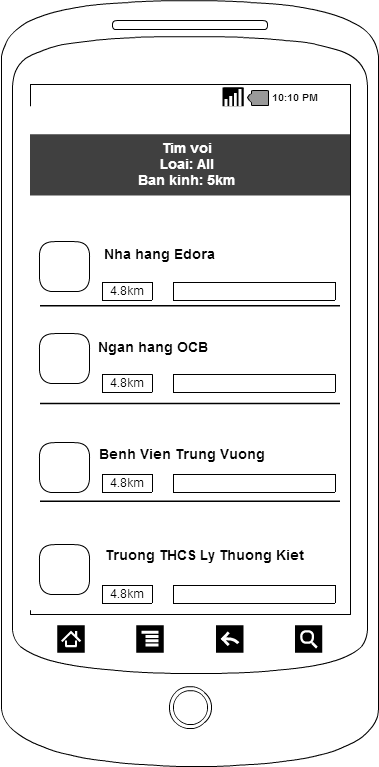 10:10 PM
Tim voi
Loai: All
Ban kinh: 5km
Nha hang Edora
4.8km
Ngan hang OCB
4.8km
Benh Vien Trung Vuong
4.8km
Truong THCS Ly Thuong Kiet
4.8km